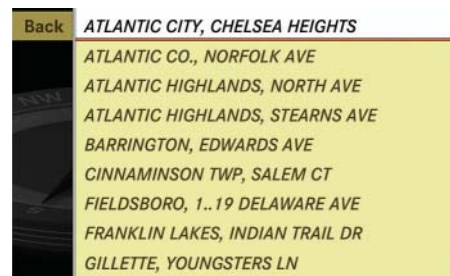 Back
ATLANTIC CITY, CHELSEA HEIGHTS
ATLANTIC CO., NORFOLK AVE
ATLANTIC HIGHLANDS, NORTH AVE
ATLANTIC HIGHLANDS, STEARNS AVE
BARRINGTON, EDWARDS AVE
CINNAMINSON TWP, SALEM CT
FIELDSBORO, 1..19 DELAWARE AVE
FRANKLIN LAKES, INDIAN TRAIL DR
GILLETTE, YOUNGSTERS LN
NW
S